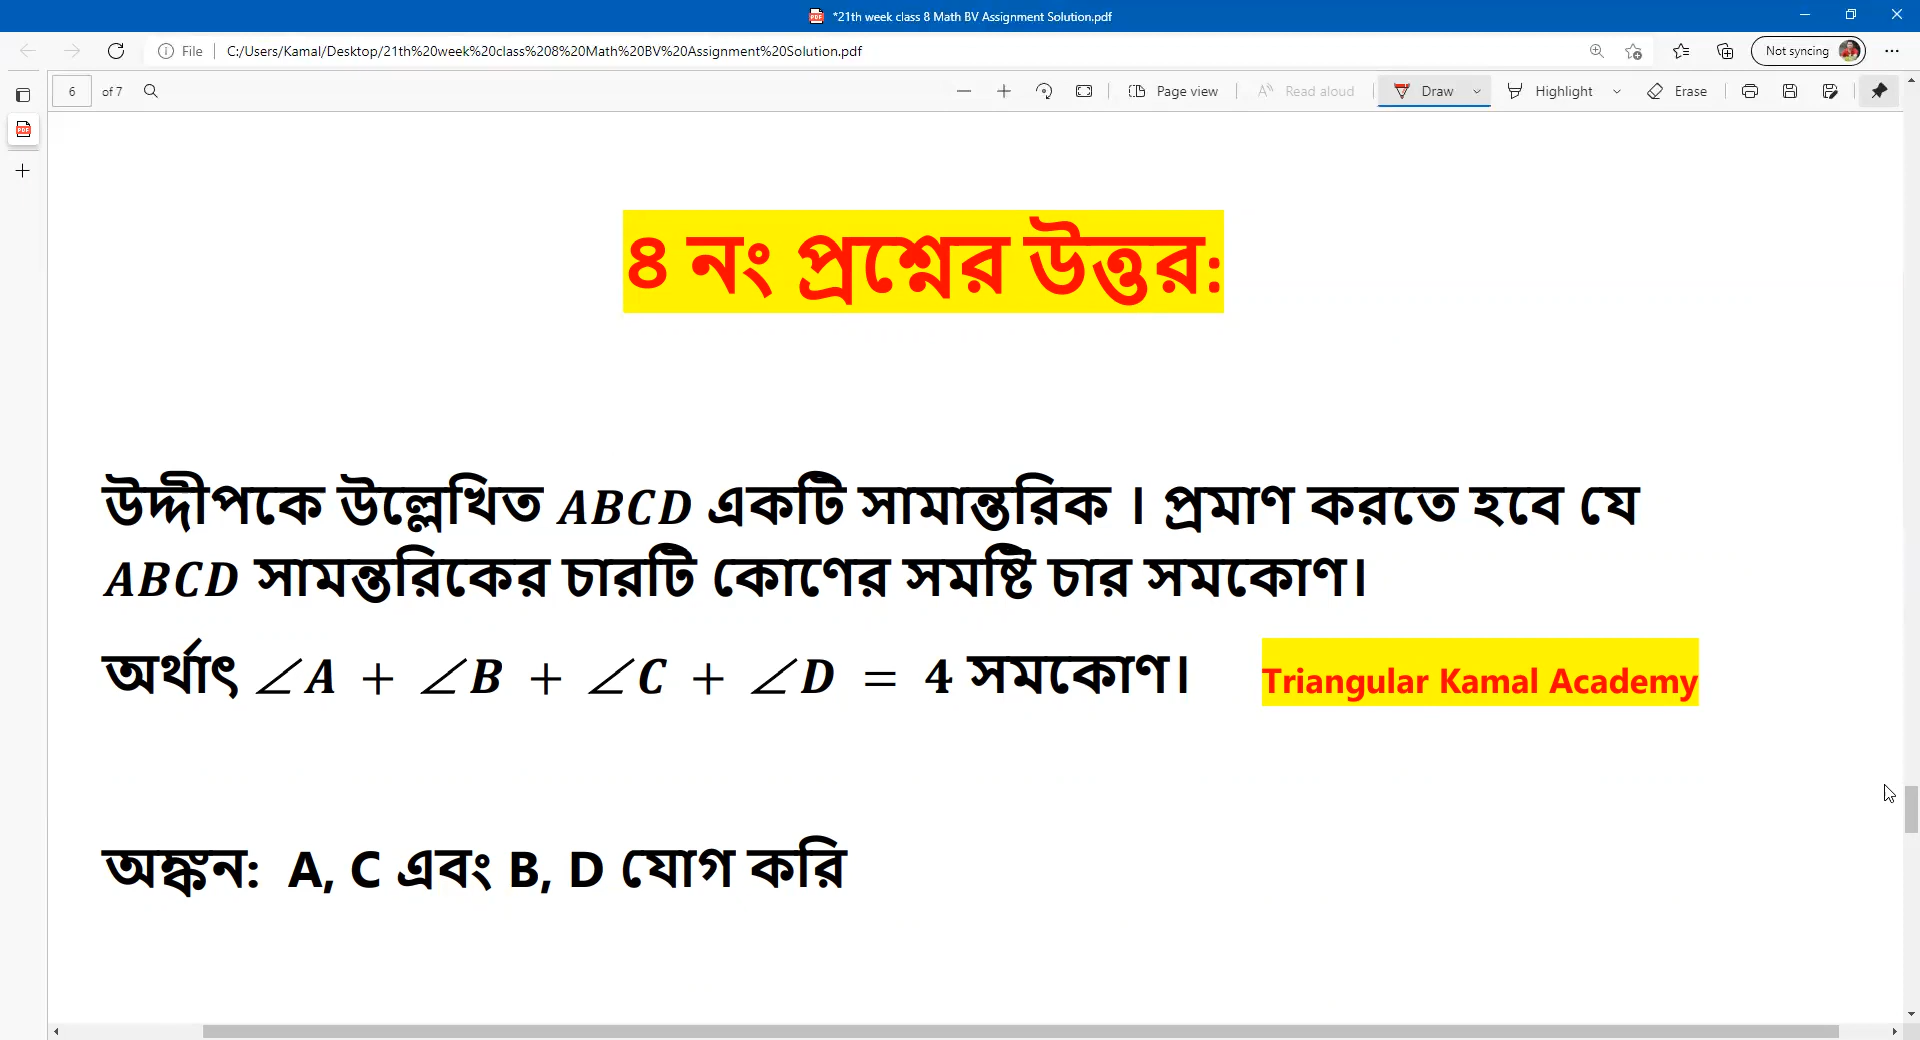 *21th week class 8 Math BV Assignment Solution.pdf
File C:/Users/Kamal/Desktop/21th%20week%20class%208%20Math%20BV%20Assignment%20Solution.pdf Not syncing
6 of 7 Page view Read aloud Draw Highlight Erase
৪ নং প্রশ্নের উত্তর:
উদ্দীপকে উল্লেখিত ABCD একটি সামান্তরিক । প্রমাণ করতে হবে যে
ABCD সামন্তরিকের চারটি কোণের সমষ্টি চার সমকোণ।
অর্থাৎ ∠A + ∠B + ∠C + ∠D = 4 সমকোণ। Triangular Kamal Academy
অঙ্কন: A, C এবং B, D যোগ করি